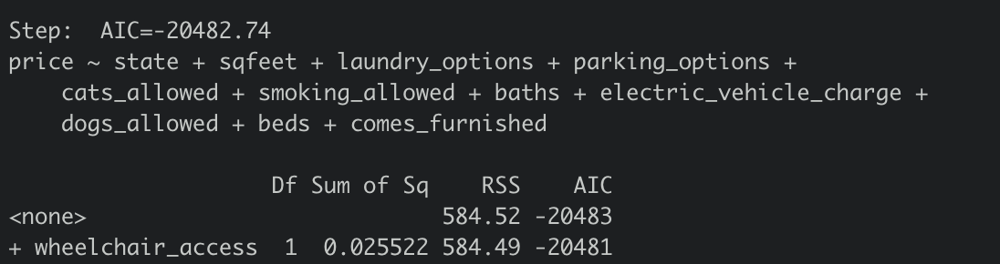 Step:  AIC=-20482.74
price ~ state + sqfeet + laundry_options + parking_options +
    cats_allowed + smoking_allowed + baths + electric_vehicle_charge +
    dogs_allowed + beds + comes_furnished

                    Df Sum of Sq    RSS    AIC
<none>                           584.52 -20483
+ wheelchair_access  1  0.025522 584.49 -20481